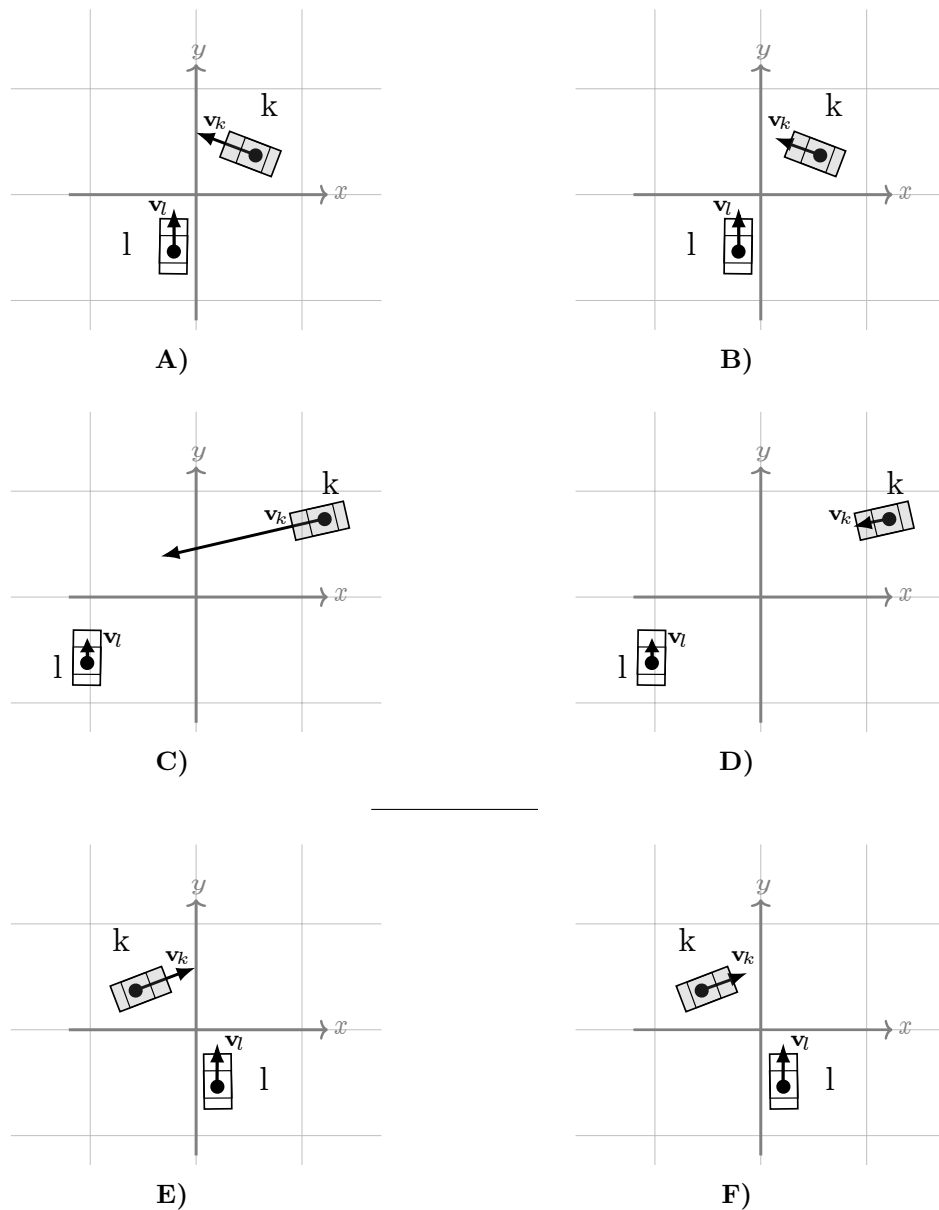 y y
k k
v_k v_k
x x
v_l v_l
l l
A) B)
y y
k k
v_k v_k
x x
v_l v_l
l l
C) D)
y y
k k
v_k v_k
x x
v_l v_l
l l
E) F)